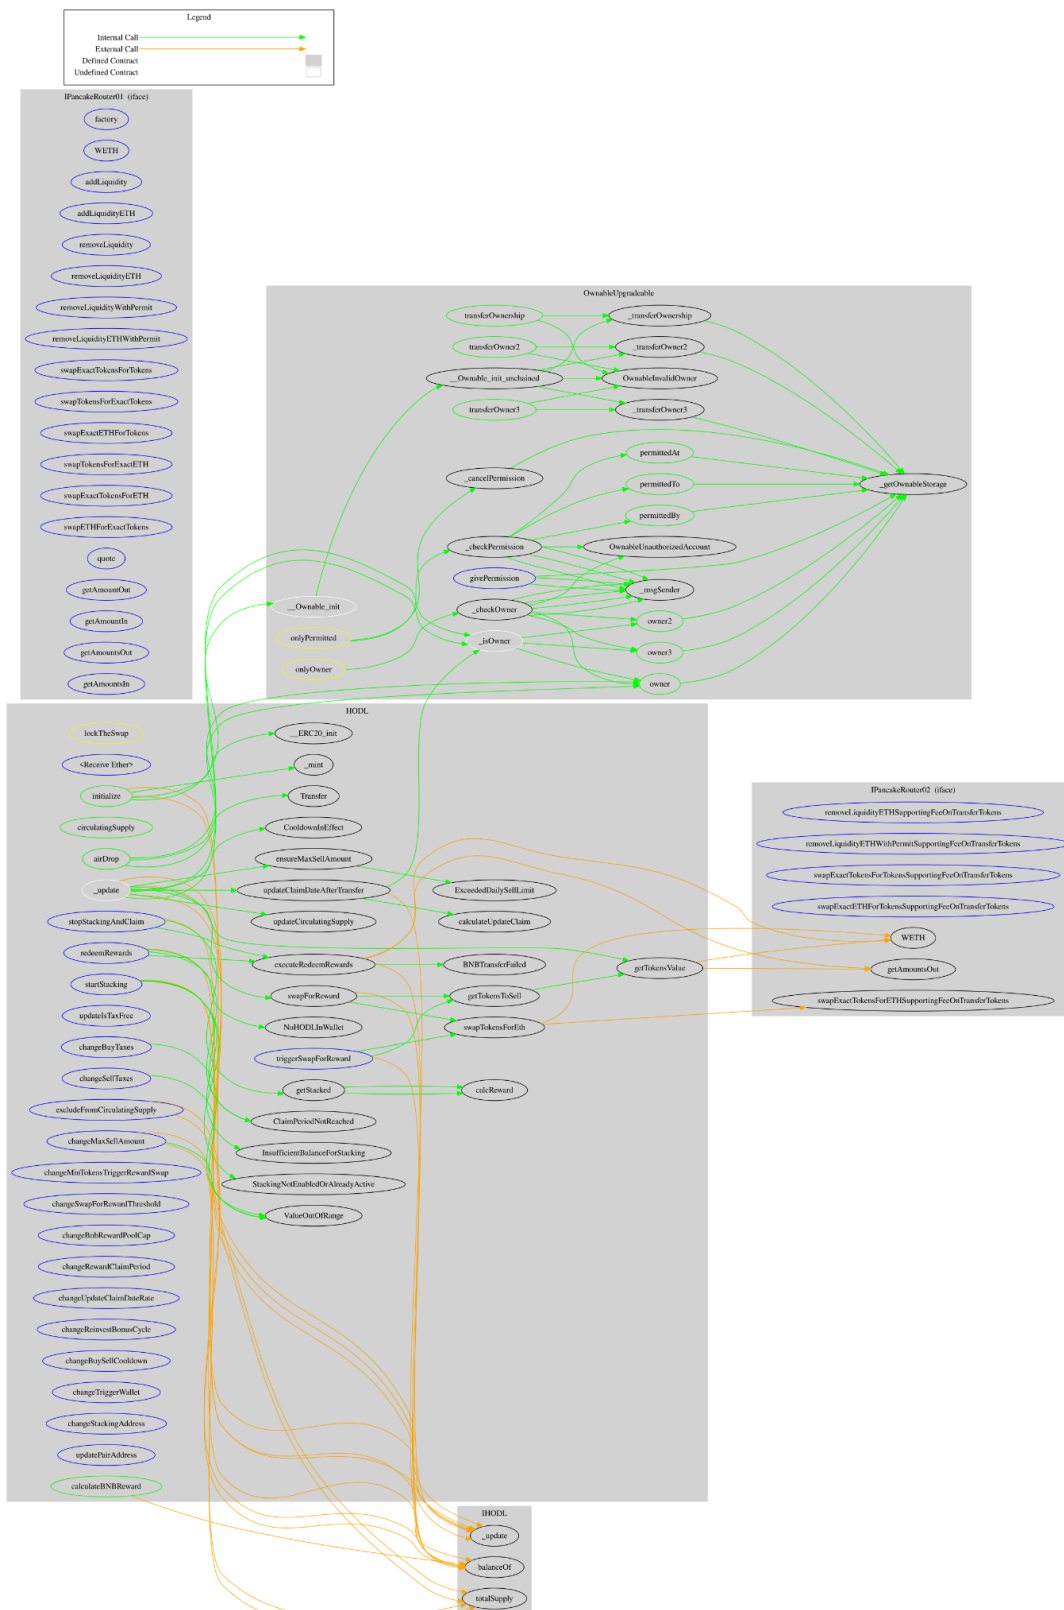 Legend
Internal Call
External Call
Defined Contract
Undefined Contract
IPancakeRouter01 (iface)
factory
WETH
addLiquidity
addLiquidityETH
removeLiquidity
removeLiquidityETH
removeLiquidityWithPermit
removeLiquidityETHWithPermit
swapExactTokensForTokens
swapTokensForExactTokens
swapExactETHForTokens
swapTokensForExactETH
swapExactTokensForETH
swapETHForExactTokens
quote
getAmountOut
getAmountIn
getAmountsOut
getAmountsIn
OwnableUpgradeable
transferOwnership
_transferOwnership
transferOwner2
_transferOwner2
__Ownable_init_unchained
OwnableInvalidOwner
transferOwner3
_transferOwner3
_cancelPermission
permittedAt
permittedTo
_getOwnableStorage
permittedBy
_checkPermission
OwnableUnauthorizedAccount
givePermission
_msgSender
__Ownable_init
_checkOwner
owner2
onlyPermitted
_isOwner
owner3
onlyOwner
owner
HODL
lockTheSwap
__ERC20_init
<Receive Ether>
_mint
initialize
Transfer
circulatingSupply
CooldownInEffect
airDrop
ensureMaxSellAmount
_update
updateClaimDateAfterTransfer
ExceededDailySellLimit
stopStackingAndClaim
updateCirculatingSupply
calculateUpdateClaim
redeemRewards
executeRedeemRewards
BNBTransferFailed
getTokensValue
startStacking
swapForReward
getTokensToSell
updateIsTaxFree
NoHODLInWallet
swapTokensForEth
changeBuyTaxes
triggerSwapForReward
changeSellTaxes
getStacked
calcReward
excludeFromCirculatingSupply
ClaimPeriodNotReached
changeMaxSellAmount
InsufficientBalanceForStacking
changeMinTokensTriggerRewardSwap
StackingNotEnabledOrAlreadyActive
changeSwapForRewardThreshold
ValueOutOfRange
changeBnbRewardPoolCap
changeRewardClaimPeriod
changeUpdateClaimDateRate
changeReinvestBonusCycle
changeBuySellCooldown
changeTriggerWallet
changeStackingAddress
updatePairAddress
calculateBNBReward
IPancakeRouter02 (iface)
removeLiquidityETHSupportingFeeOnTransferTokens
removeLiquidityETHWithPermitSupportingFeeOnTransferTokens
swapExactTokensForTokensSupportingFeeOnTransferTokens
swapExactETHForTokensSupportingFeeOnTransferTokens
WETH
getAmountsOut
swapExactTokensForETHSupportingFeeOnTransferTokens
IHODL
_update
balanceOf
totalSupply